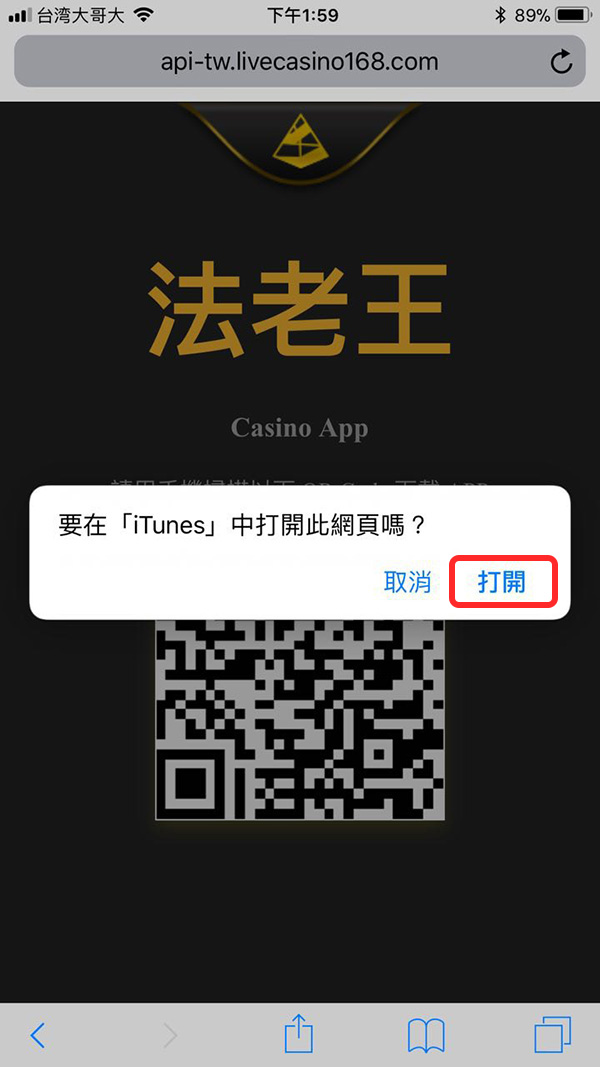 台湾大哥大 下午1:59 89%
api-tw.livecasino168.com
法老王
Casino App
要在「iTunes」中打開此網頁嗎？
取消 打開